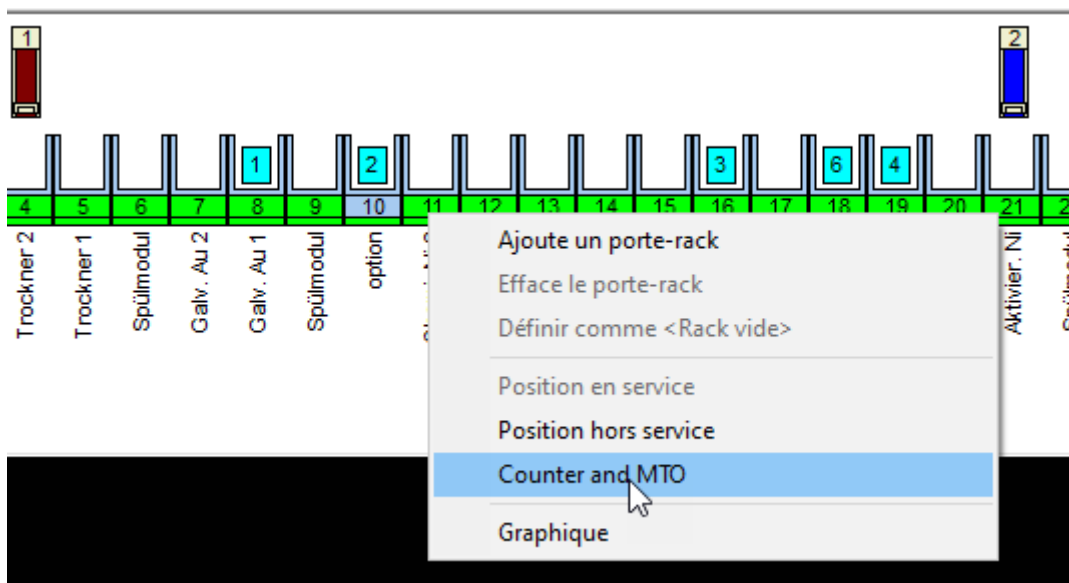 1
2
1
2
3
6
4
4 5 6 7 8 9 10 11 12 13 14 15 16 17 18 19 20 21
Trockner 2
Trockner 1
Spülmodul
Galv. Au 2
Galv. Au 1
Spülmodul
option
Aktivier. Ni
Ajoute un porte-rack
Efface le porte-rack
Définir comme <Rack vide>
Position en service
Position hors service
Counter and MTO
Graphique